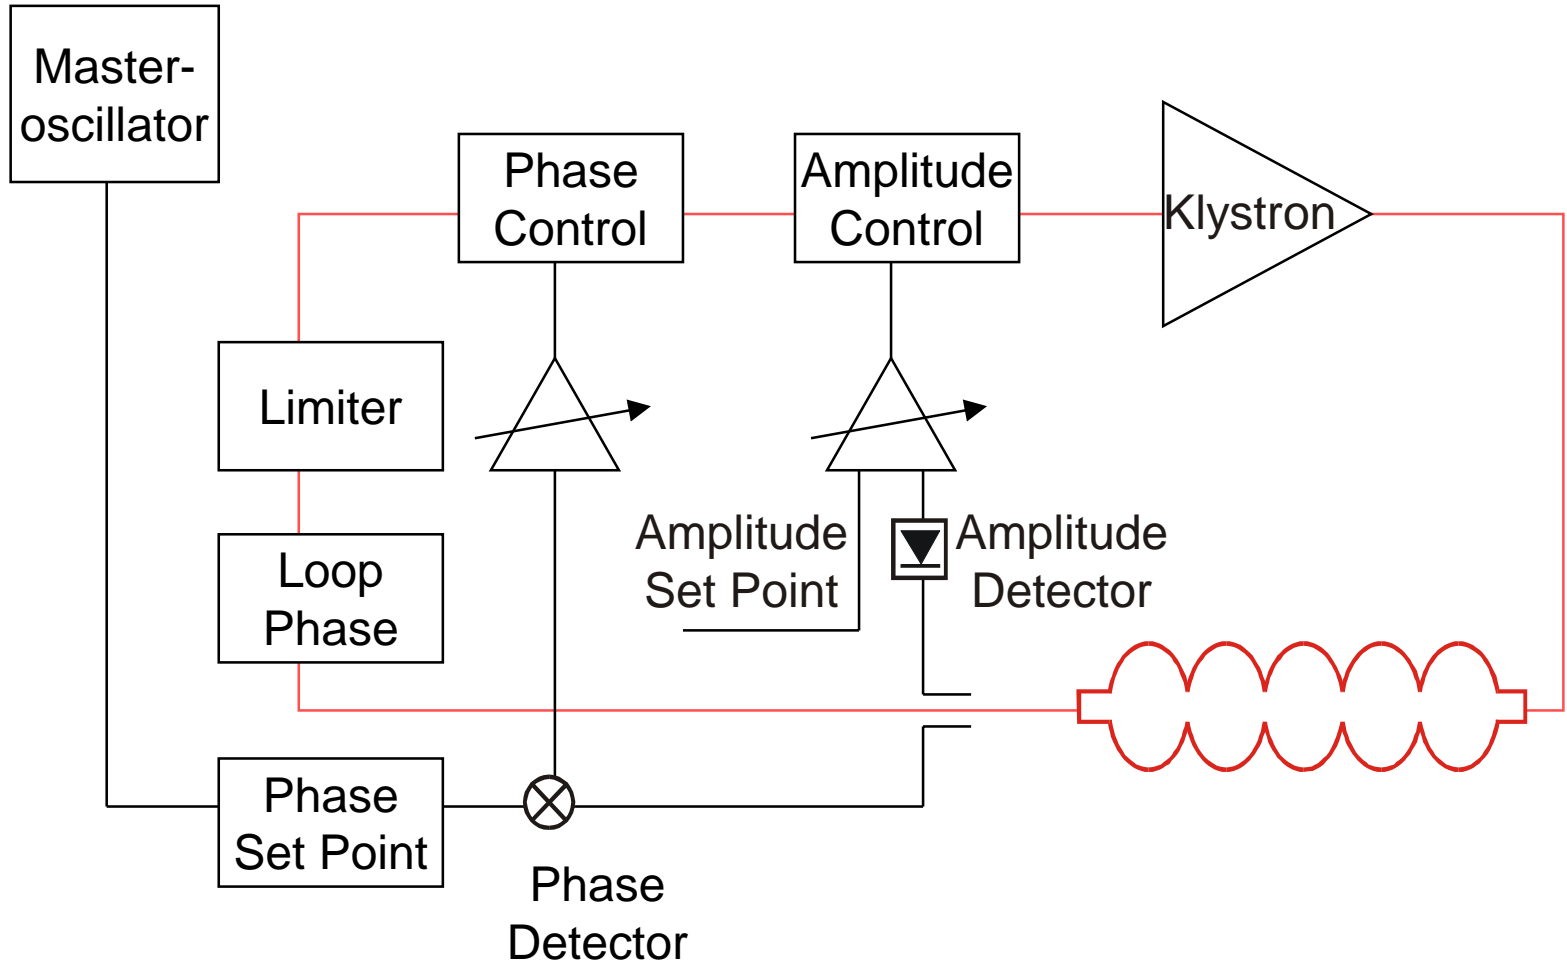 Master-
oscillator
Phase
Control
Amplitude
Control
Klystron
Limiter
Loop
Phase
Amplitude
Set Point
Amplitude
Detector
Phase
Set Point
Phase
Detector